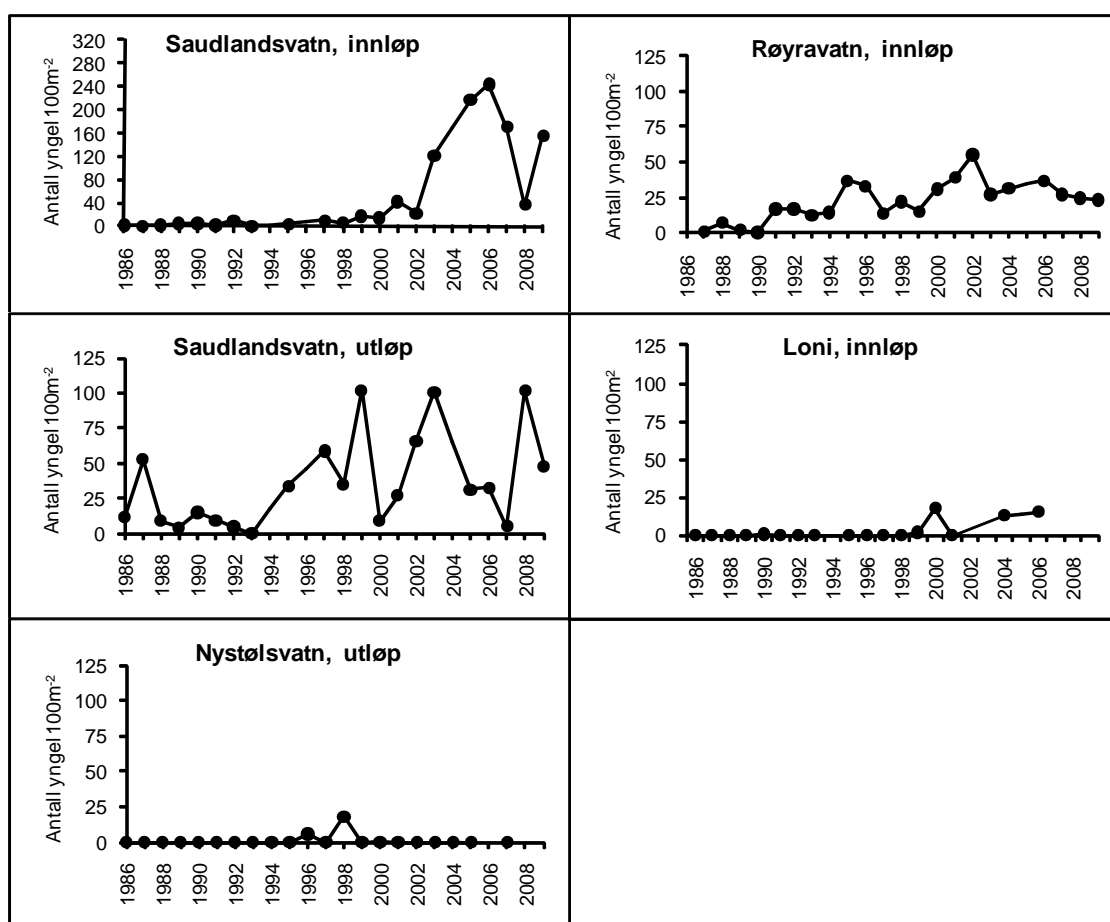 Saudlandsvatn, innløp
Antall yngel 100m⁻²
320
280
240
200
160
120
80
40
0
1986 1988 1990 1992 1994 1996 1998 2000 2002 2004 2006 2008
Røyravatn, innløp
Antall yngel 100m⁻²
125
100
75
50
25
0
1986 1988 1990 1992 1994 1996 1998 2000 2002 2004 2006 2008
Saudlandsvatn, utløp
Antall yngel 100m⁻²
125
100
75
50
25
0
1986 1988 1990 1992 1994 1996 1998 2000 2002 2004 2006 2008
Loni, innløp
Antall yngel 100m²
125
100
75
50
25
0
1986 1988 1990 1992 1994 1996 1998 2000 2002 2004 2006 2008
Nystølsvatn, utløp
Antall yngel 100m⁻²
125
100
75
50
25
0
1986 1988 1990 1992 1994 1996 1998 2000 2002 2004 2006 2008